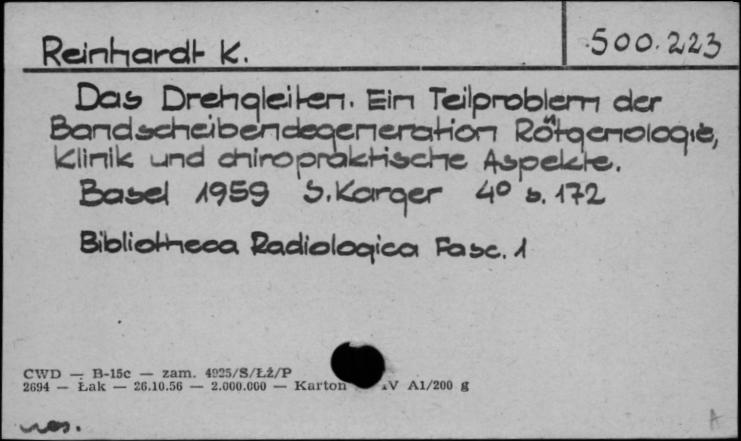 Reinhardt K.
500.223
Das Drehgleiten. Ein Teilproblem der
Bandscheibendegeneration Röntgenologie,
Klinik und chiropraktische Aspekte.
Basel 1959 S. Karger 4° s. 172
Bibliotheca Radiologica Fasc. 1
CWD — B-15c — zam. 4925/S/Łż/P
2694 — Łak — 26.10.56 — 2.000.000 — Karton V A1/200 g
A